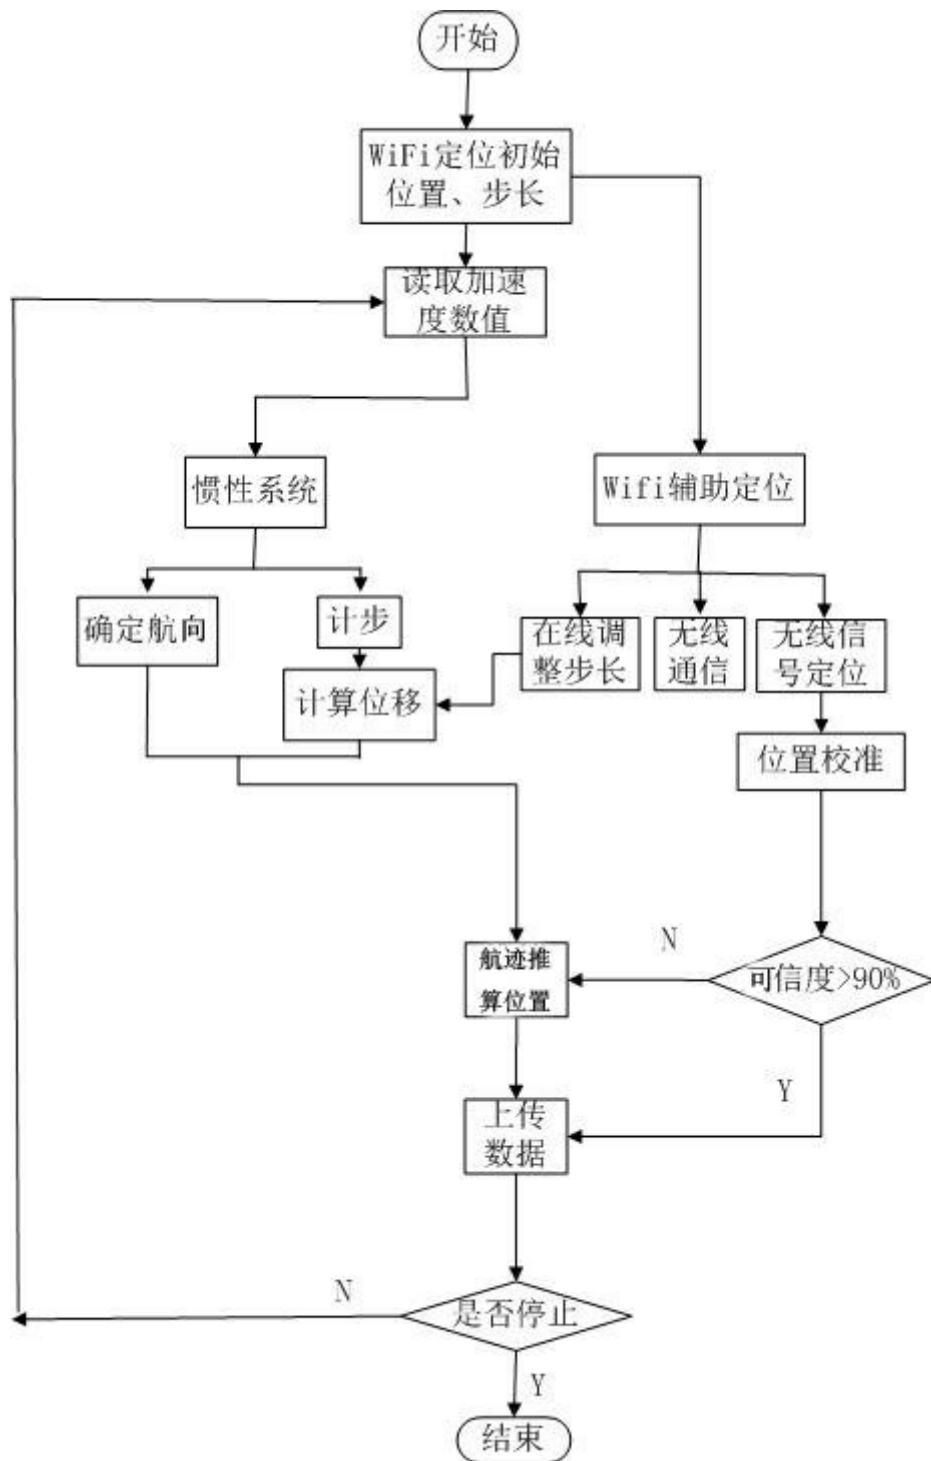 开始
WiFi定位初始
位置、步长
读取加速
度数值
惯性系统
Wifi辅助定位
确定航向
计步
在线调
整步长
无线
通信
无线信
号定位
计算位移
位置校准
航迹推
算位置
N
可信度>90%
Y
上传
数据
N
是否停止
Y
结束